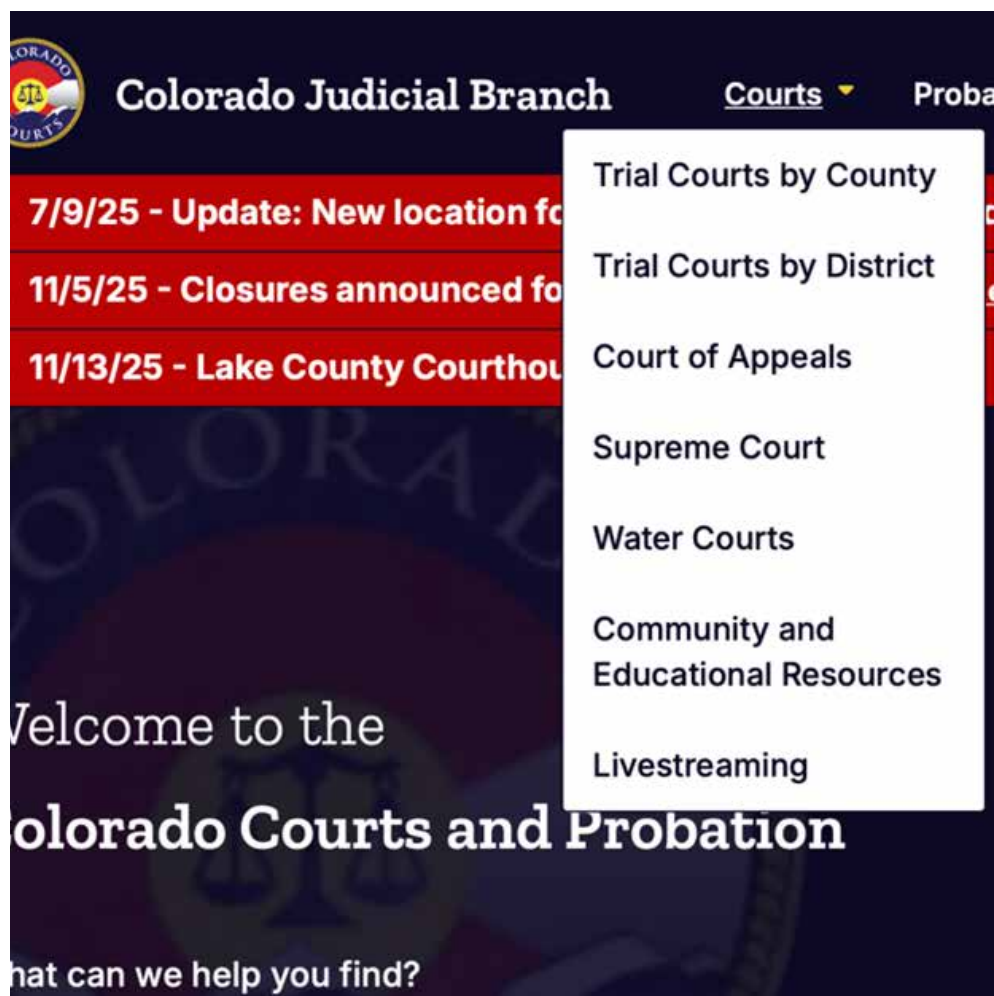 COLORADO
COURTS
Colorado Judicial Branch
Courts
Trial Courts by County
Trial Courts by District
Court of Appeals
Supreme Court
Water Courts
Community and
Educational Resources
Livestreaming
7/9/25 - Update: New location
11/5/25 - Closures announced
11/13/25 - Lake County
COLORAD
to the
Courts and Probation
can we help you find?